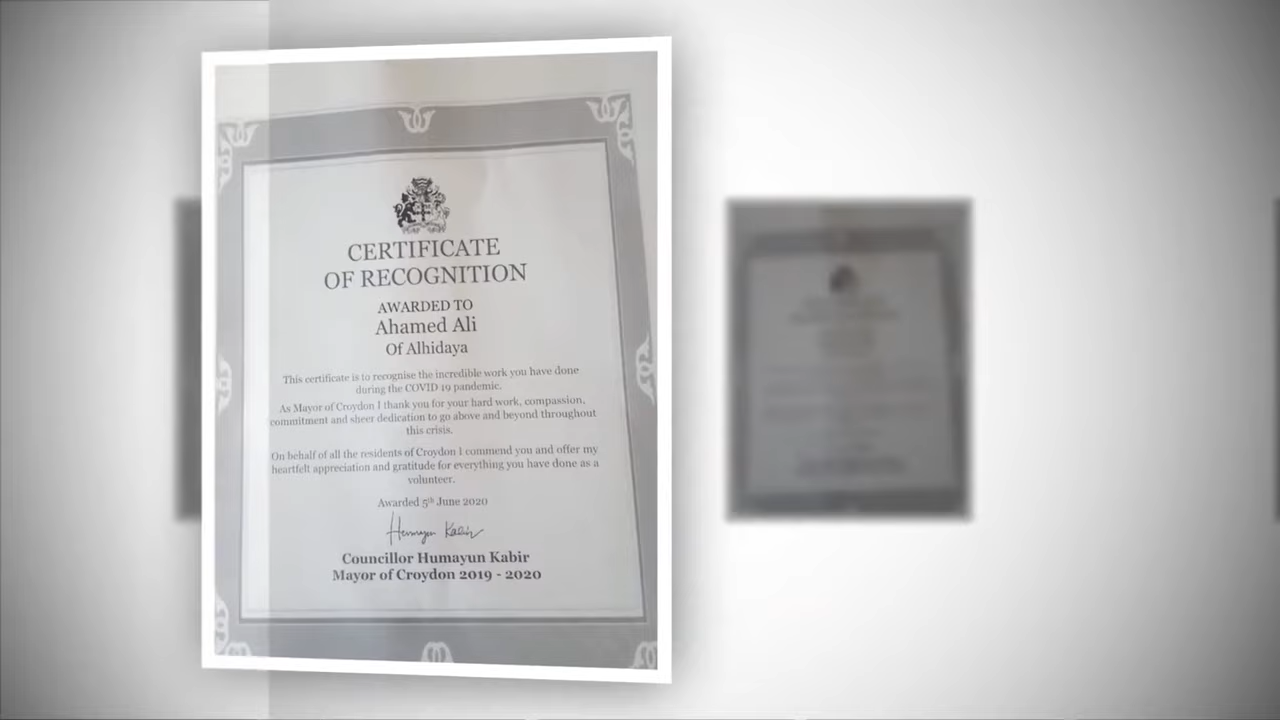 CERTIFICATE
OF RECOGNITION
AWARDED TO
Ahamed Ali
Of Alhidaya
This certificate is to recognise the incredible work you have done
during the COVID 19 pandemic.
As Mayor of Croydon I thank you for your hard work, compassion,
commitment and sheer dedication to go above and beyond throughout
this crisis.
On behalf of all the residents of Croydon I commend you and offer my
heartfelt appreciation and gratitude for everything you have done as a
volunteer.
Awarded 5th June 2020
Humayun Kabir
Councillor Humayun Kabir
Mayor of Croydon 2019 - 2020